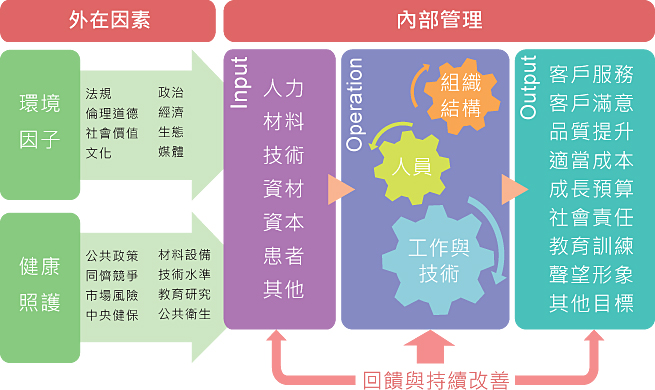 外在因素
內部管理
環境
因子
法規
倫理道德
社會價值
文化
政治
經濟
生態
媒體
健康
照護
公共政策
同儕競爭
市場風險
中央健保
材料設備
技術水準
教育研究
公共衛生
Input
人力
材料
技術
資材
資本
患者
其他
Operation
組織
結構
人員
工作與
技術
Output
客戶服務
客戶滿意
品質提升
適當成本
成長預算
社會責任
教育訓練
聲望形象
其他目標
回饋與持續改善